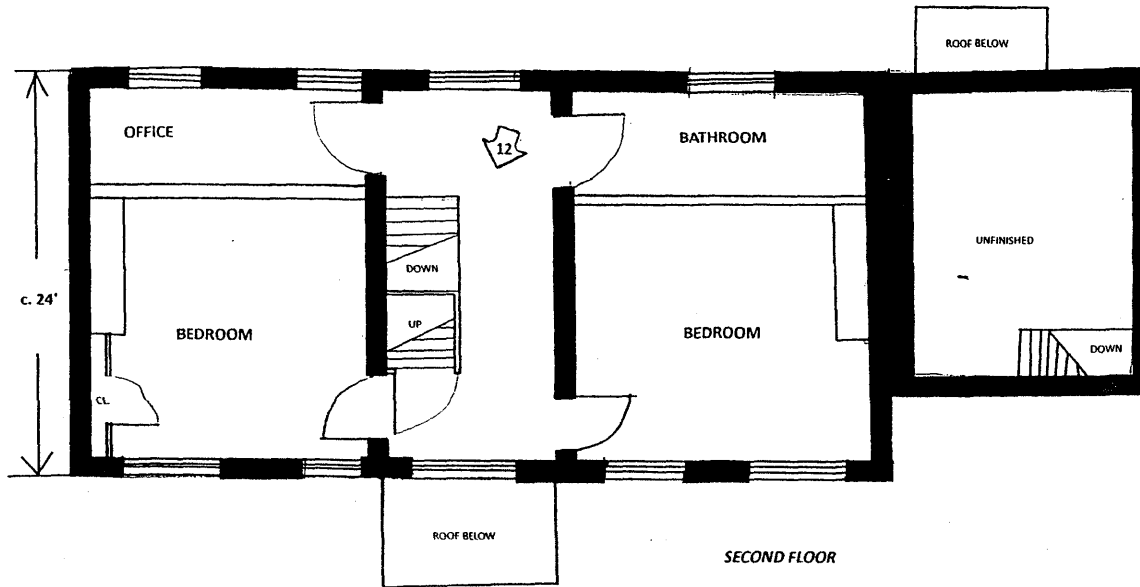 ROOF BELOW
OFFICE
12
BATHROOM
UNFINISHED
DOWN
c. 24'
UP
BEDROOM
BEDROOM
DOWN
CL.
ROOF BELOW
SECOND FLOOR